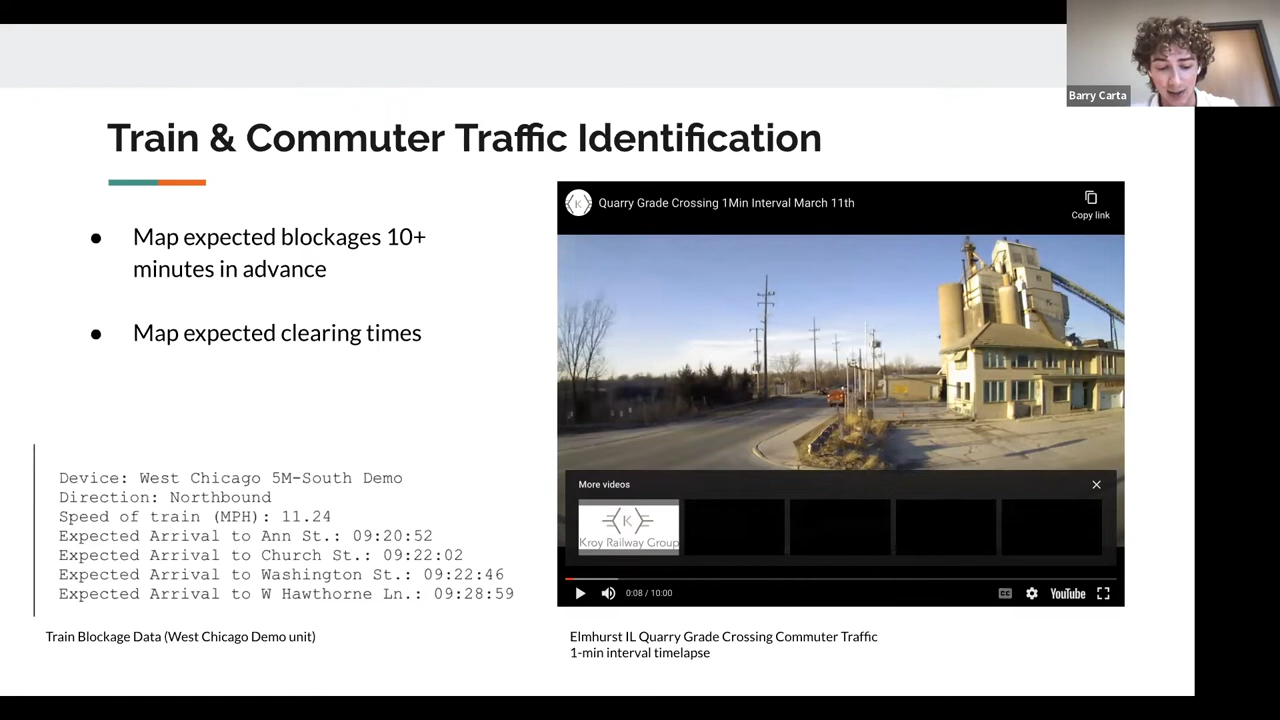 Barry Carta
Train & Commuter Traffic Identification
● Map expected blockages 10+
minutes in advance
● Map expected clearing times
Device: West Chicago 5M-South Demo
Direction: Northbound
Speed of train (MPH): 11.24
Expected Arrival to Ann St.: 09:20:52
Expected Arrival to Church St.: 09:22:02
Expected Arrival to Washington St.: 09:22:46
Expected Arrival to W Hawthorne Ln.: 09:28:59
Train Blockage Data (West Chicago Demo unit)
K
Quarry Grade Crossing 1Min Interval March 11th
Copy link
More videos
K
Kroy Railway Group
0:08 / 10:00
CC
YouTube
Elmhurst IL Quarry Grade Crossing Commuter Traffic
1-min interval timelapse